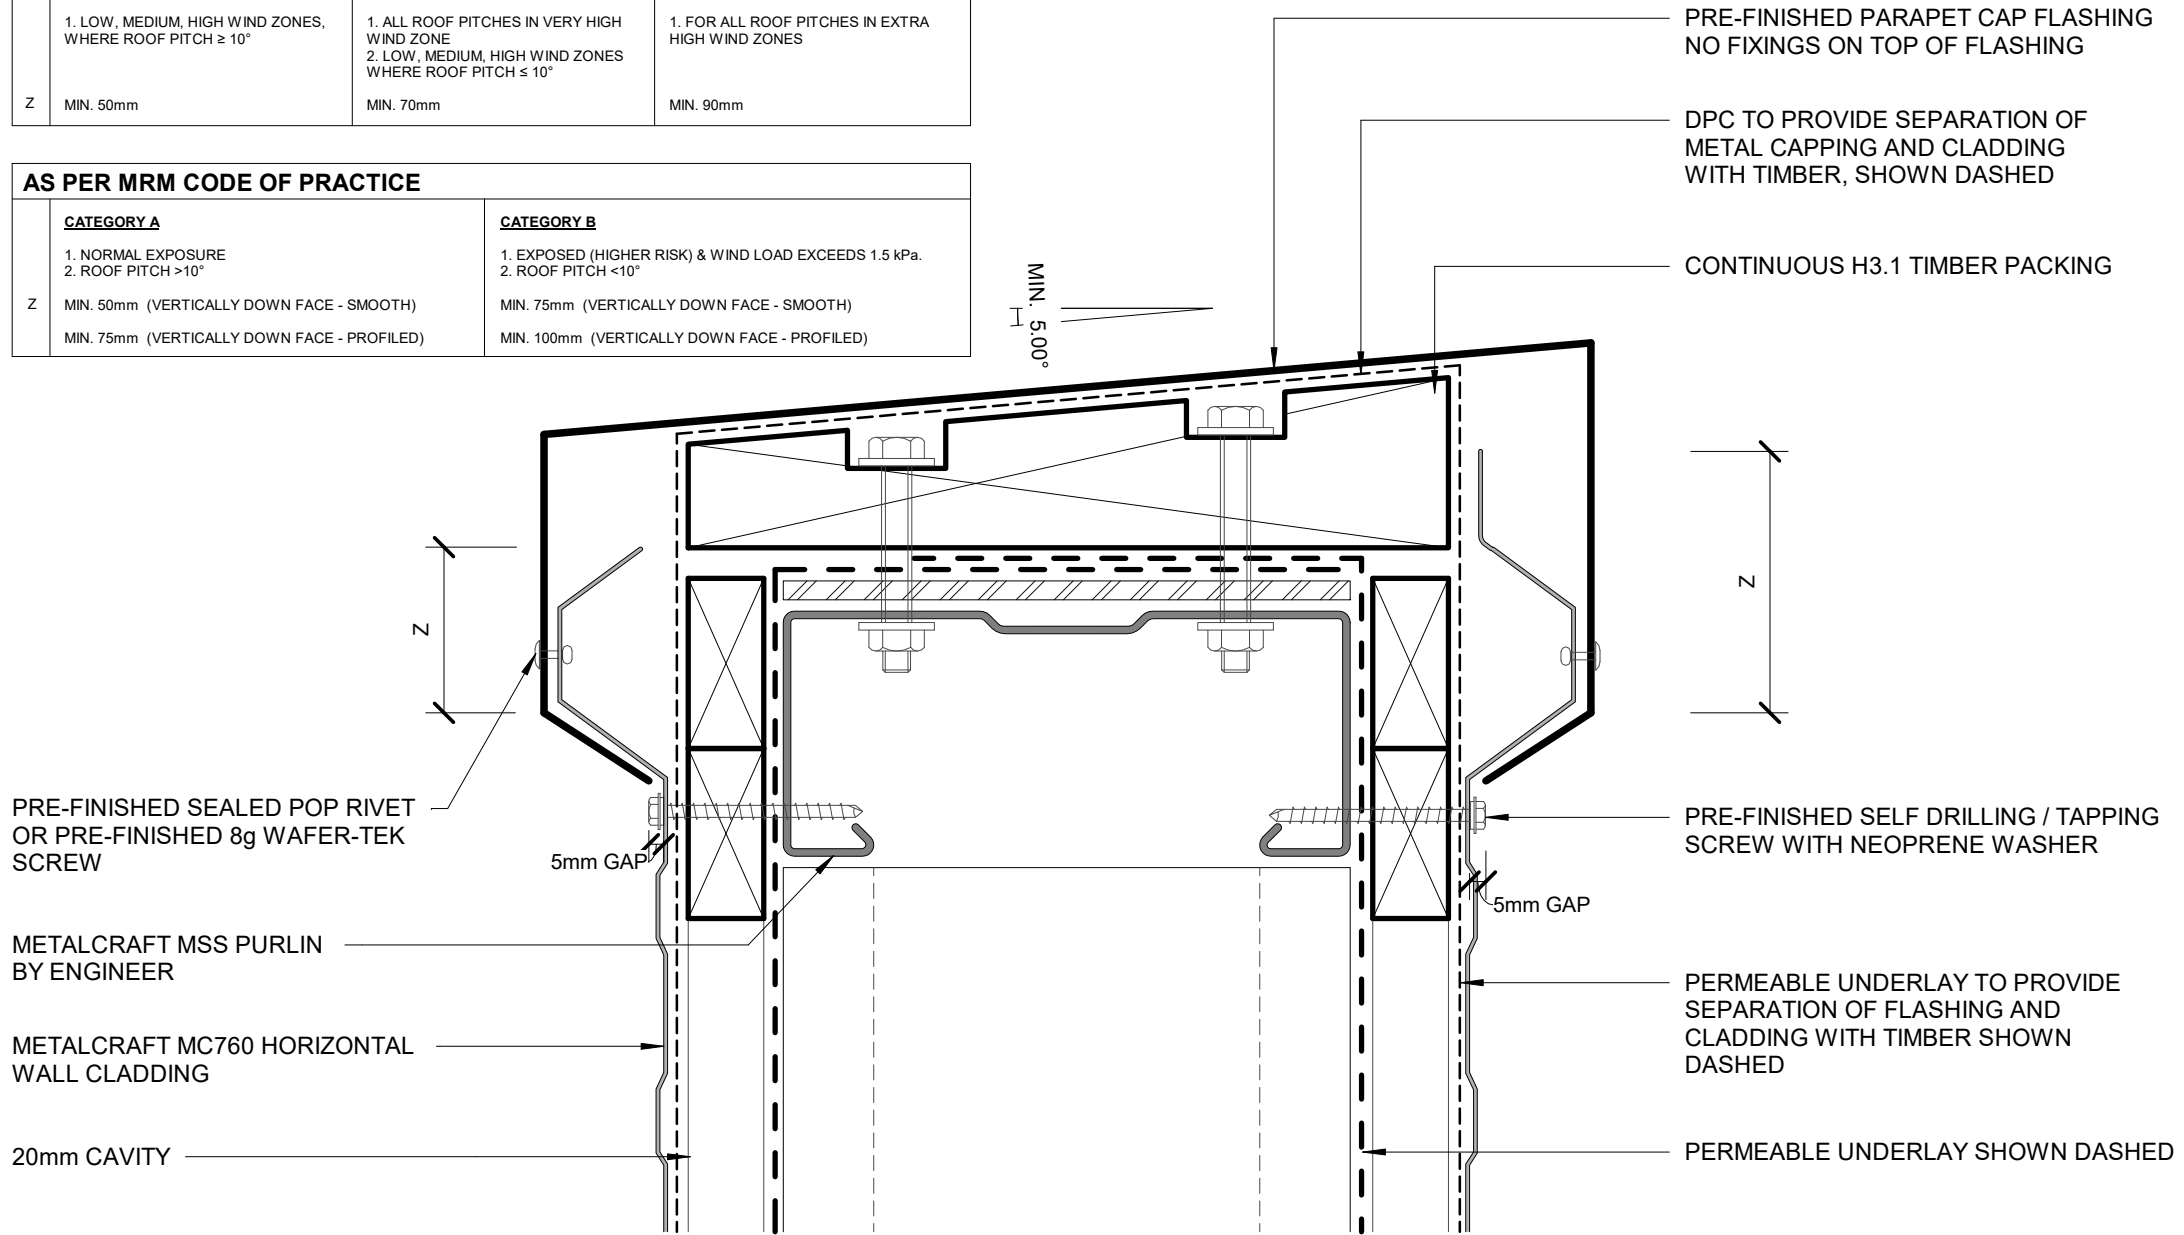 1. LOW, MEDIUM, HIGH WIND ZONES,
WHERE ROOF PITCH ≥ 10°
1. ALL ROOF PITCHES IN VERY HIGH
WIND ZONE
2. LOW, MEDIUM, HIGH WIND ZONES
WHERE ROOF PITCH ≤ 10°
1. FOR ALL ROOF PITCHES IN EXTRA
HIGH WIND ZONES
Z
MIN. 50mm
MIN. 70mm
MIN. 90mm
AS PER MRM CODE OF PRACTICE
CATEGORY A
1. NORMAL EXPOSURE
2. ROOF PITCH >10°
CATEGORY B
1. EXPOSED (HIGHER RISK) & WIND LOAD EXCEEDS 1.5 kPa.
2. ROOF PITCH <10°
Z
MIN. 50mm (VERTICALLY DOWN FACE - SMOOTH)
MIN. 75mm (VERTICALLY DOWN FACE - PROFILED)
MIN. 75mm (VERTICALLY DOWN FACE - SMOOTH)
MIN. 100mm (VERTICALLY DOWN FACE - PROFILED)
MIN. 5.00°
PRE-FINISHED PARAPET CAP FLASHING
NO FIXINGS ON TOP OF FLASHING
DPC TO PROVIDE SEPARATION OF
METAL CAPPING AND CLADDING
WITH TIMBER, SHOWN DASHED
CONTINUOUS H3.1 TIMBER PACKING
Z
Z
PRE-FINISHED SEALED POP RIVET
OR PRE-FINISHED 8g WAFER-TEK
SCREW
5mm GAP
METALCRAFT MSS PURLIN
BY ENGINEER
METALCRAFT MC760 HORIZONTAL
WALL CLADDING
20mm CAVITY
PRE-FINISHED SELF DRILLING / TAPPING
SCREW WITH NEOPRENE WASHER
5mm GAP
PERMEABLE UNDERLAY TO PROVIDE
SEPARATION OF FLASHING AND
CLADDING WITH TIMBER SHOWN
DASHED
PERMEABLE UNDERLAY SHOWN DASHED